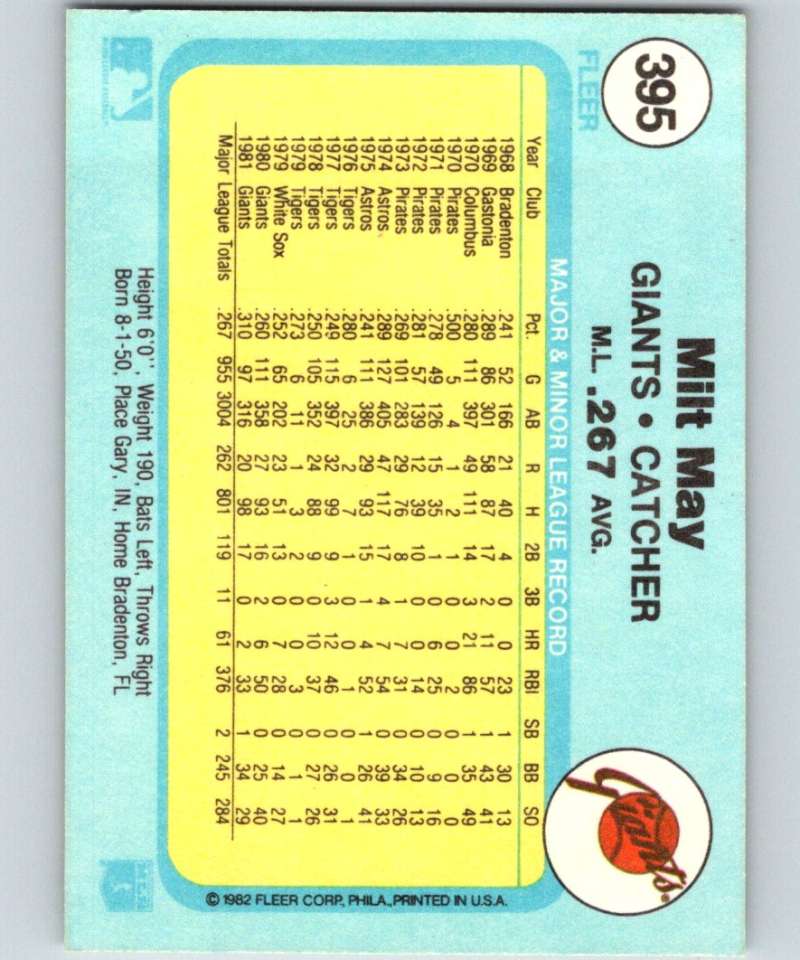 395
FLEER
Milt May
GIANTS • CATCHER
M.L. .267 AVG.
Giants
MAJOR & MINOR LEAGUE RECORD
Year Club Pct. G AB R H 2B 3B HR RBI SB BB SO
1968 Bradenton .241 52 166 21 40 4 0 0 23 1 30 13
1969 Gastonia .289 86 301 58 87 17 2 11 57 1 43 41
1970 Columbus .280 111 397 49 111 14 3 21 86 1 35 49
1970 Pirates .500 5 4 1 2 1 0 0 2 0 0 0
1971 Pirates .278 49 126 15 35 1 0 6 25 0 9 16
1972 Pirates .281 57 139 12 39 10 0 0 14 0 10 13
1973 Pirates .269 101 283 29 76 8 1 7 31 0 34 26
1974 Astros .289 127 405 47 117 17 4 7 54 0 39 33
1975 Astros .241 111 386 29 93 15 1 4 52 1 26 41
1976 Tigers .280 6 25 2 7 1 0 0 1 0 0 1
1977 Tigers .249 115 397 32 99 9 3 12 46 0 26 31
1978 Tigers .250 105 352 24 88 9 0 10 37 0 27 26
1979 Tigers .273 6 11 1 3 2 0 0 3 0 1 1
1979 White Sox .252 65 202 23 51 13 0 7 28 0 14 27
1980 Giants .260 111 358 27 93 16 2 6 50 0 25 40
1981 Giants .310 97 316 20 98 17 0 2 33 1 34 29
Major League Totals .267 955 3004 262 801 119 11 61 376 2 245 284
© 1982 FLEER CORP., PHILA., PRINTED IN U.S.A.
Height 6'0'', Weight 190, Bats Left, Throws Right
Born 8-1-50, Place Gary, IN, Home Bradenton, FL